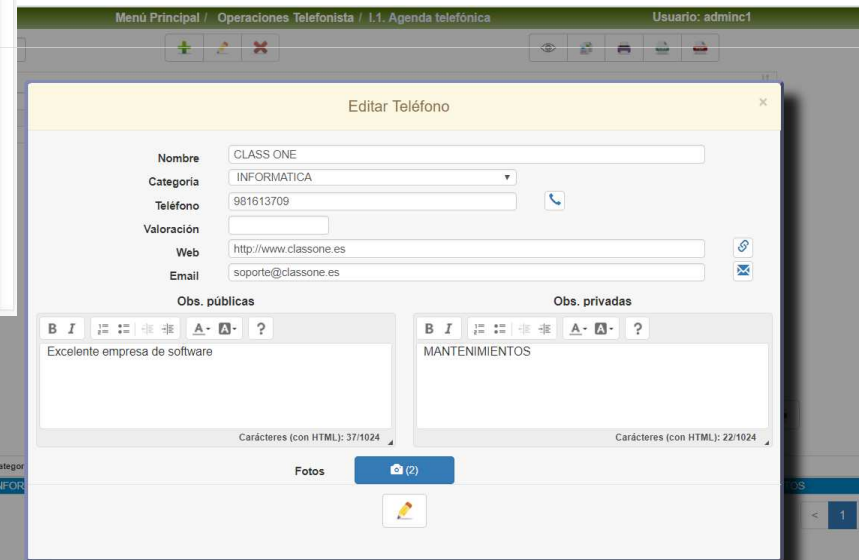 Menú Principal / Operaciones Telefonista / I.1. Agenda telefónica Usuario: adminc1
Editar Teléfono ×
Nombre CLASS ONE
Categoría INFORMATICA
Teléfono 981613709
Valoración
Web http://www.classone.es
Email soporte@classone.es
Obs. públicas Obs. privadas
B I A A ? B I A A ?
Excelente empresa de software MANTENIMIENTOS
Carácteres (con HTML): 37/1024 Carácteres (con HTML): 22/1024
Fotos (2)
< 1